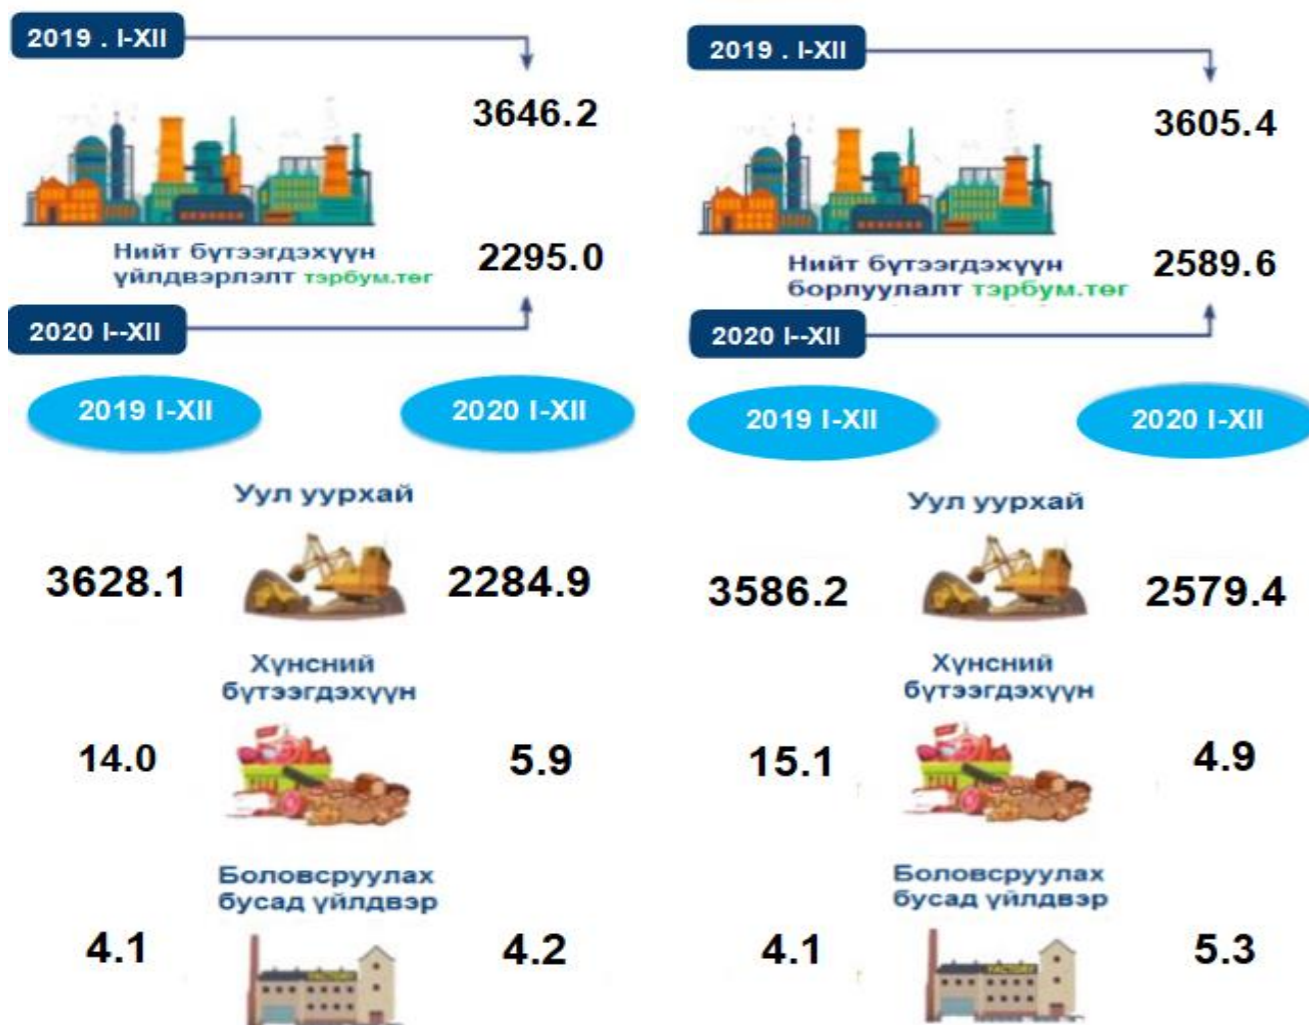 2019 . I-XII
3646.2
Нийт бүтээгдэхүүн
үйлдвэрлэлт тэрбум.төг
2295.0
2020 I--XII
2019 I-XII
2020 I-XII
Уул уурхай
3628.1
2284.9
Хүнсний
бүтээгдэхүүн
14.0
5.9
Боловсруулах
бусад үйлдвэр
4.1
4.2
FACTORY
2019 . I-XII
3605.4
Нийт бүтээгдэхүүн
борлуулалт тэрбум.төг
2589.6
2020 I--XII
2019 I-XII
2020 I-XII
Уул уурхай
3586.2
2579.4
Хүнсний
бүтээгдэхүүн
15.1
4.9
Боловсруулах
бусад үйлдвэр
4.1
5.3
FACTORY